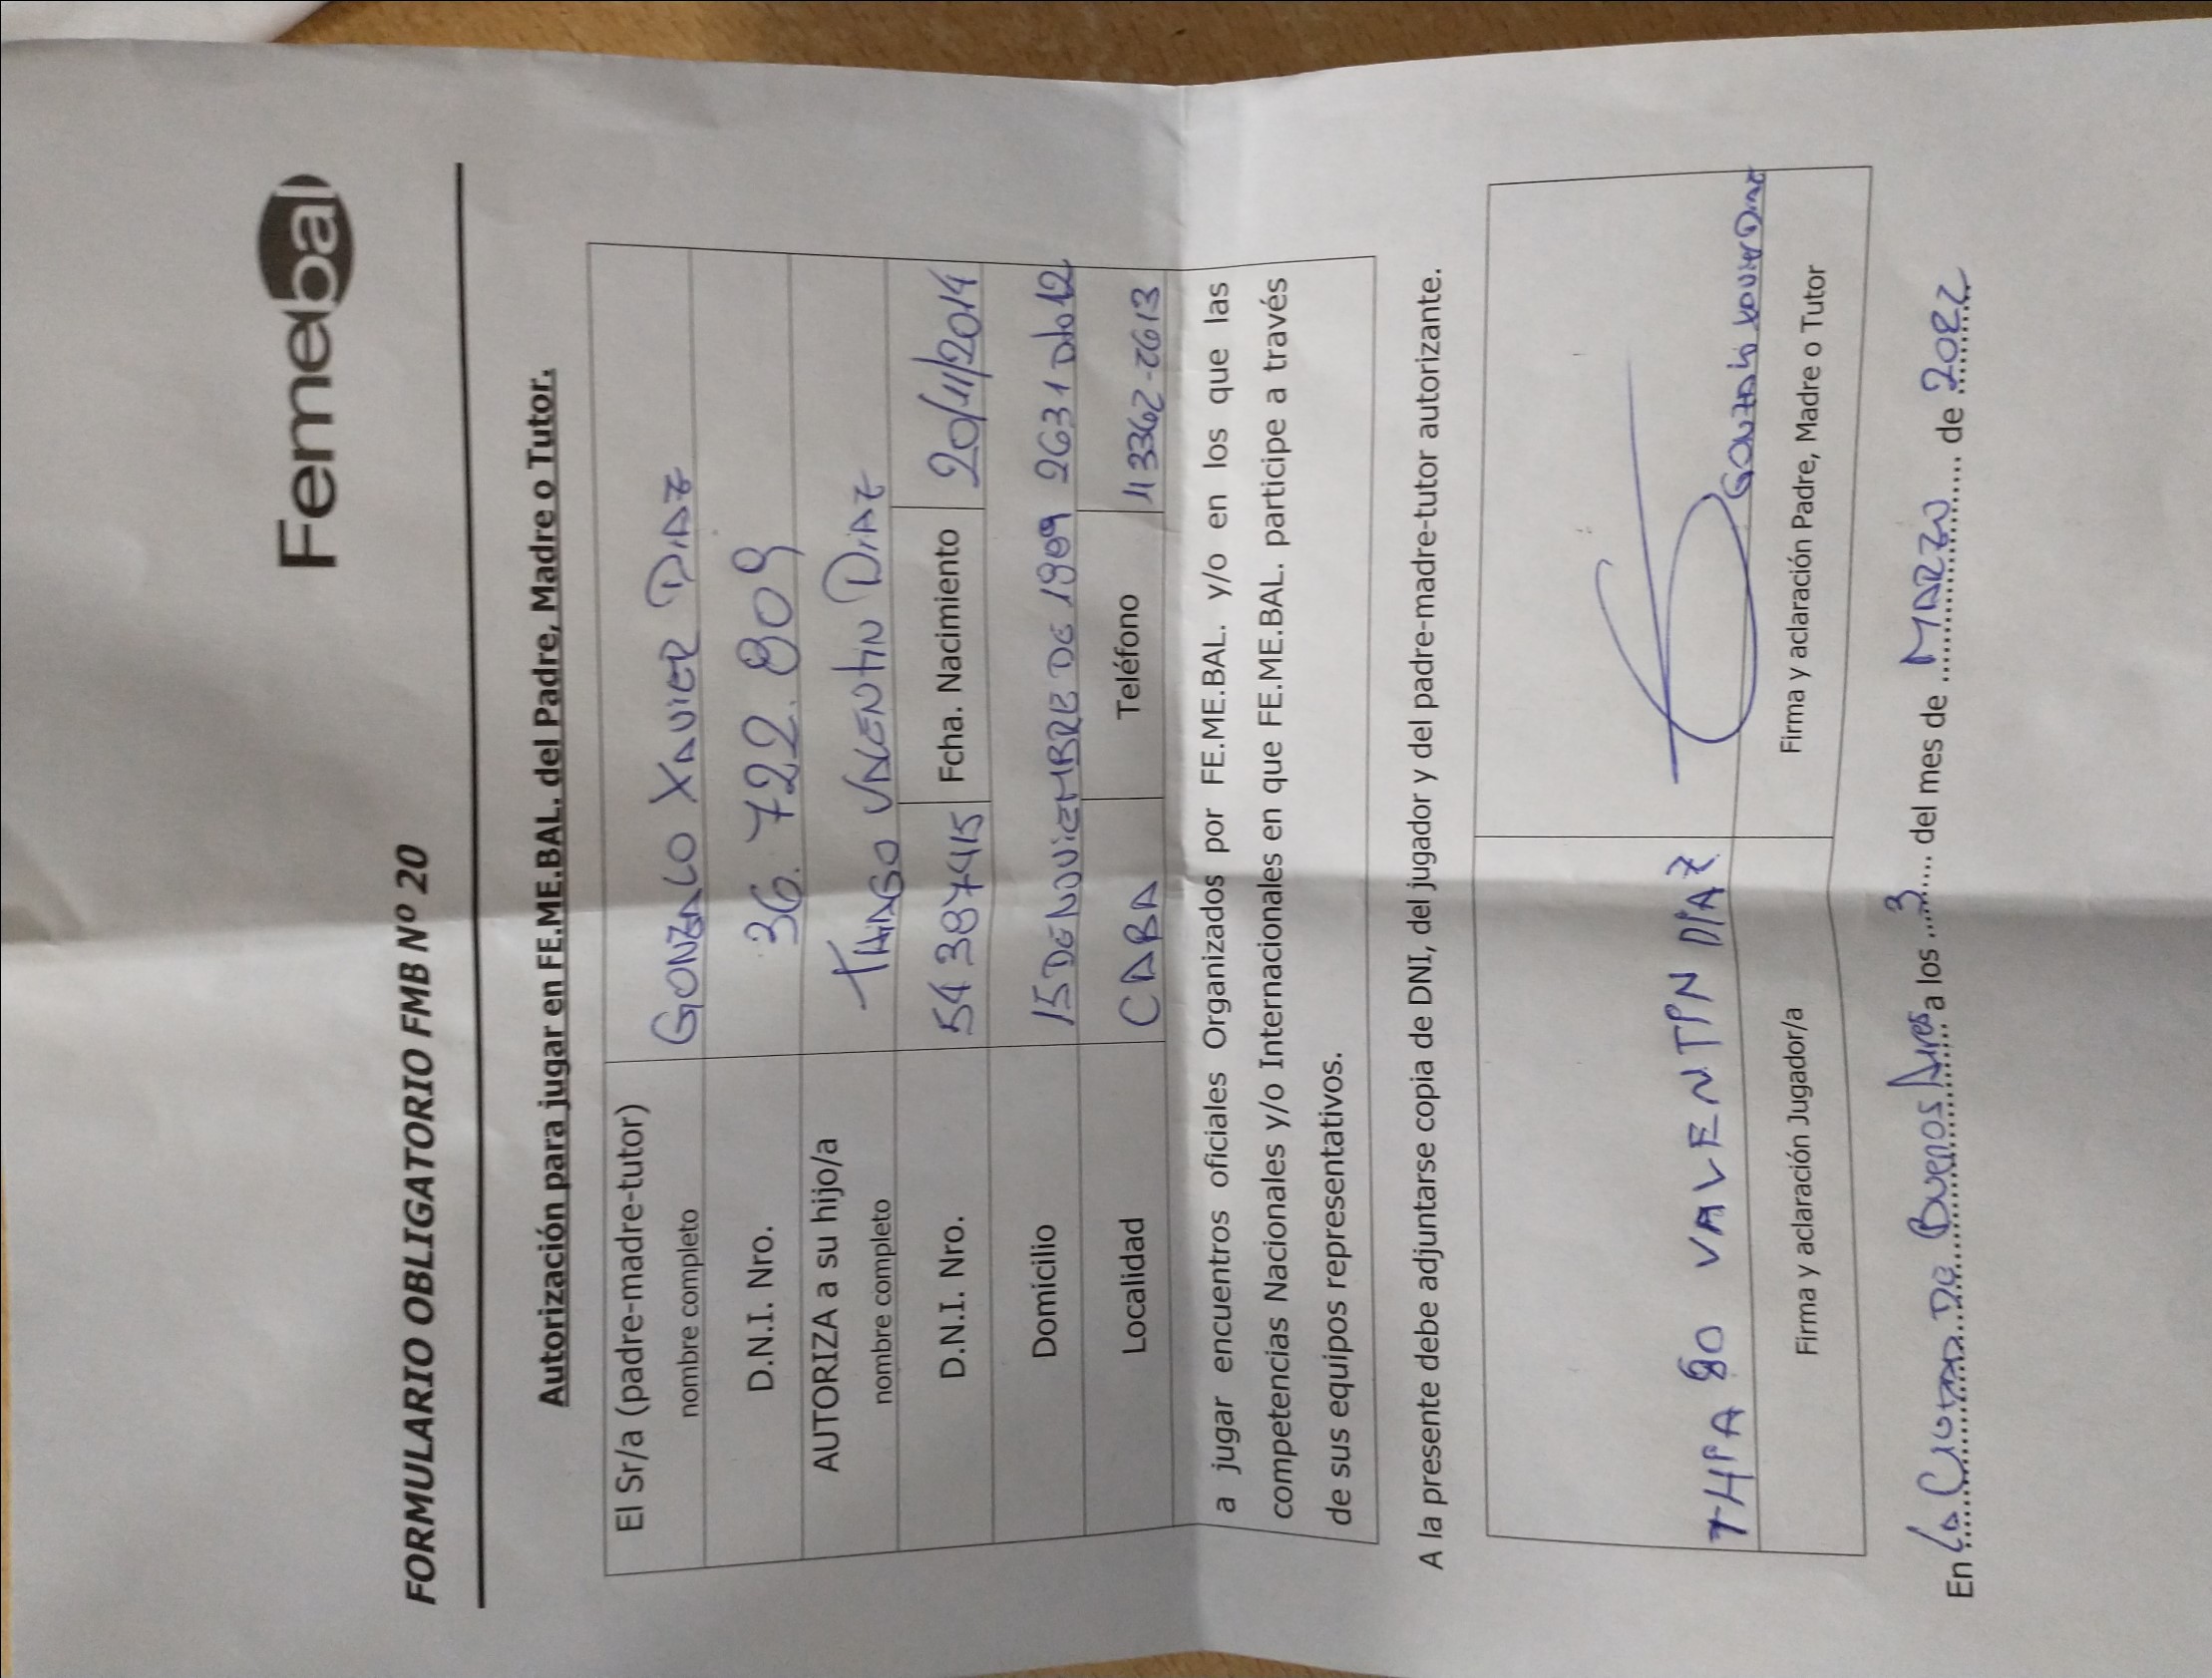 Femebal
FORMULARIO OBLIGATORIO FMB Nº 20
Autorización para jugar en FE.ME.BAL. del Padre, Madre o Tutor.
El Sr/a (padre-madre-tutor)
nombre completo
GONZALO XAVIER DIAZ
D.N.I. Nro.
36.722.809
AUTORIZA a su hijo/a
nombre completo
THIAGO VALENTIN DIAZ
D.N.I. Nro. 54387415 Fcha. Nacimiento 20/11/2014
Domicilio 15 DE NOVIEMBRE DE 1889 2631 Dto 12
Localidad CABA Teléfono 11 3362-2613
a jugar encuentros oficiales Organizados por FE.ME.BAL. y/o en los que las
competencias Nacionales y/o Internacionales en que FE.ME.BAL. participe a través
de sus equipos representativos.
A la presente debe adjuntarse copia de DNI, del jugador y del padre-madre-tutor autorizante.
THIAGO VALENTIN DIAZ
GONZALO XAVIER DIAZ
Firma y aclaración Jugador/a
Firma y aclaración Padre, Madre o Tutor
En LA CIUDAD DE Buenos Aires a los 3 del mes de MARZO de 2022